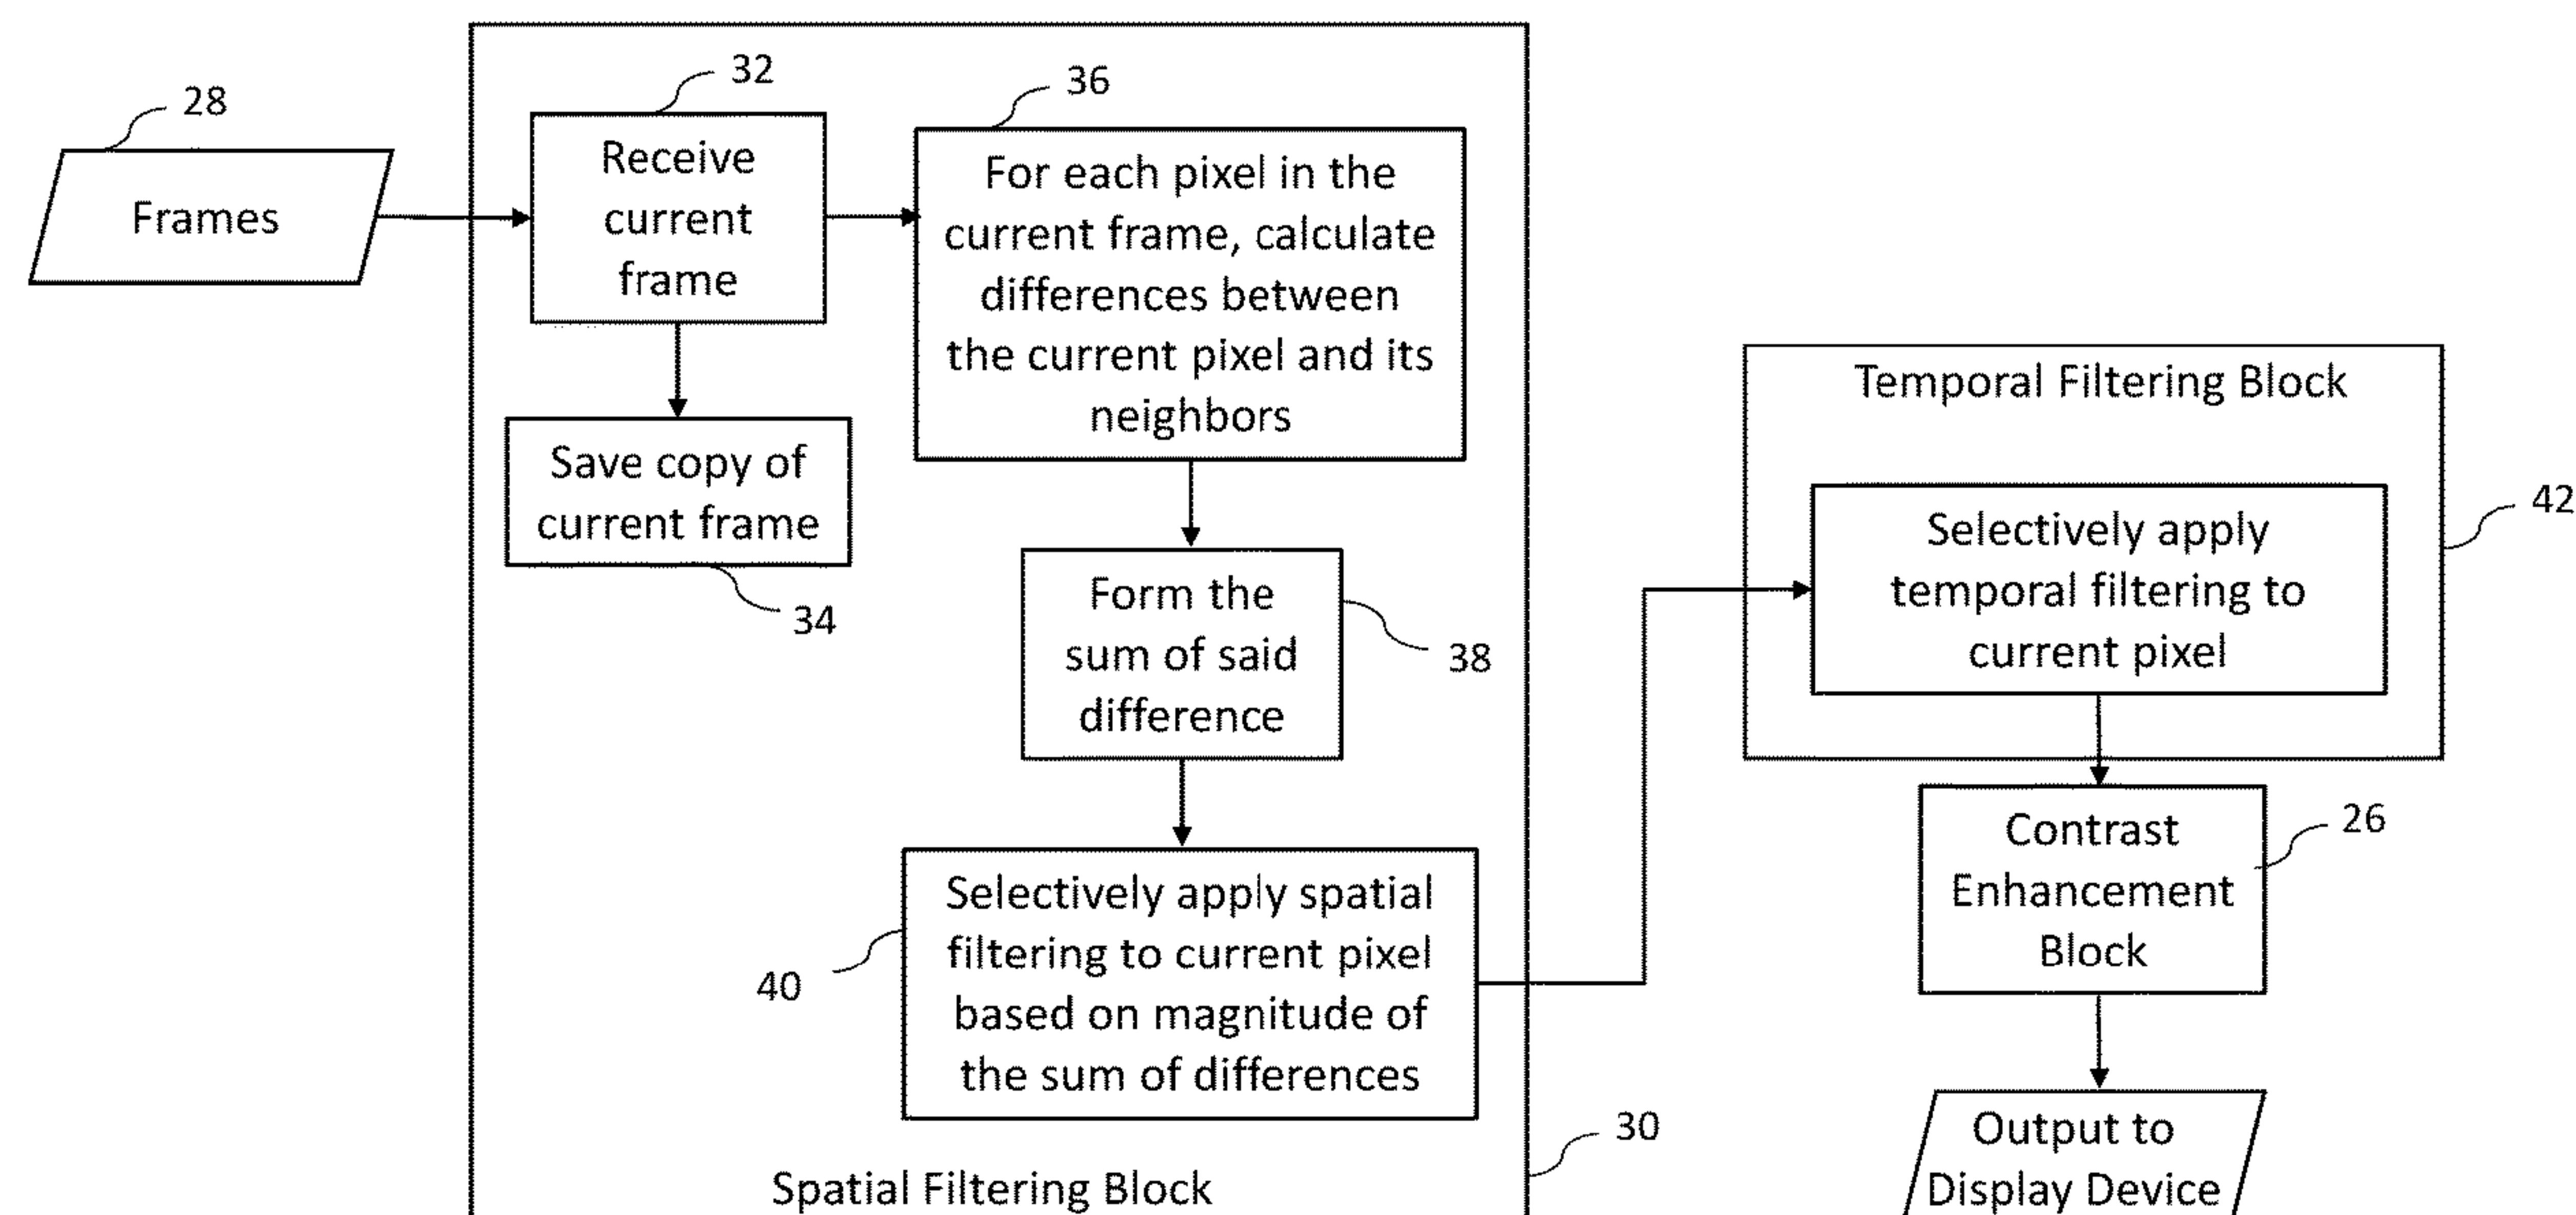 28
Frames
32
Receive
current
frame
Save copy of
current frame
34
36
For each pixel in the
current frame, calculate
differences between
the current pixel and its
neighbors
Form the
sum of said
difference
38
Selectively apply spatial
filtering to current pixel
based on magnitude of
the sum of differences
40
Spatial Filtering Block
30
Temporal Filtering Block
Selectively apply
temporal filtering to
current pixel
42
Contrast
Enhancement
Block
26
Output to
Display Device